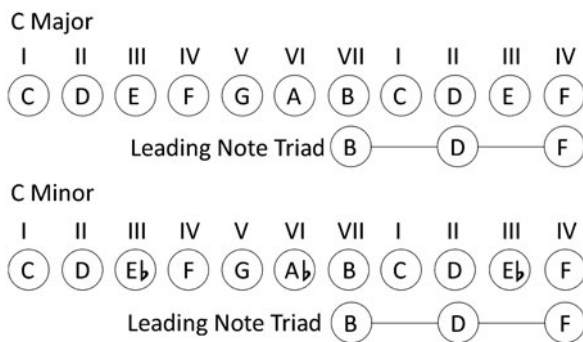 C Major
I II III IV V VI VII I II III IV
C D E F G A B C D E F
Leading Note Triad B D F
C Minor
I II III IV V VI VII I II III IV
C D E♭ F G A♭ B C D E♭ F
Leading Note Triad B D F